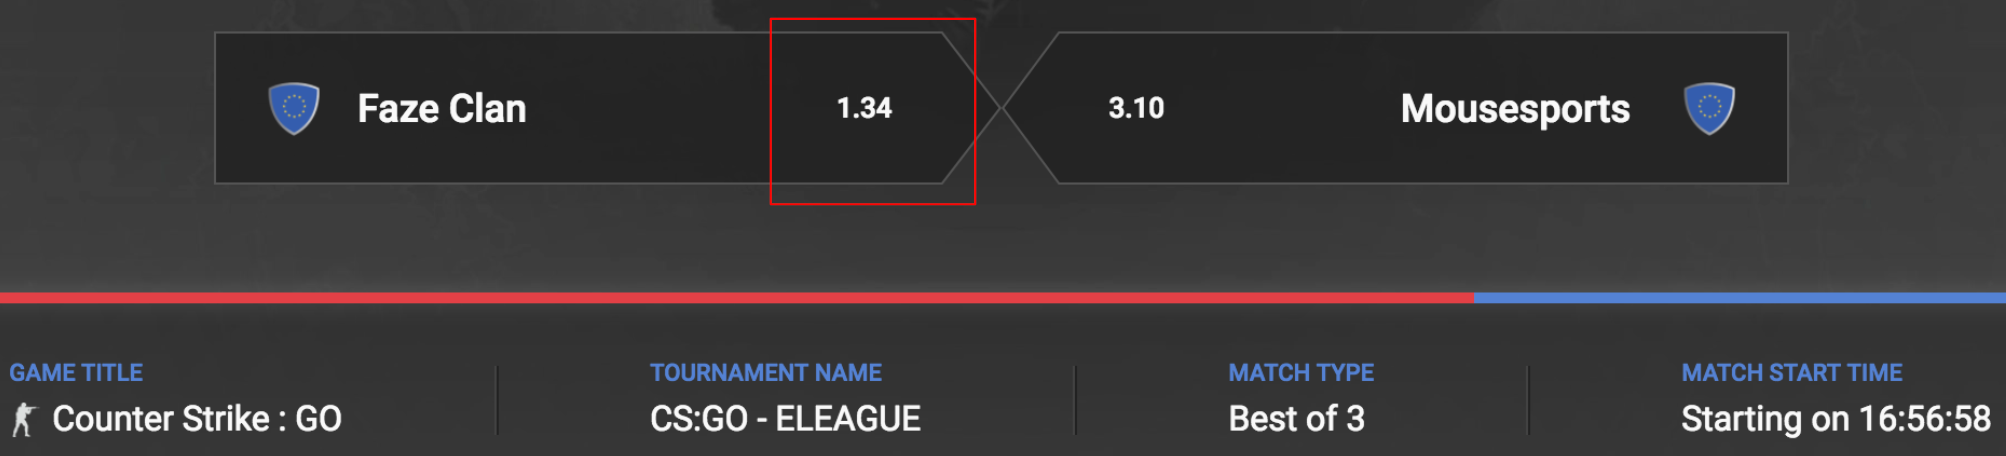 Faze Clan 1.34 3.10 Mousesports
GAME TITLE TOURNAMENT NAME MATCH TYPE MATCH START TIME
Counter Strike : GO CS:GO - ELEAGUE Best of 3 Starting on 16:56:58